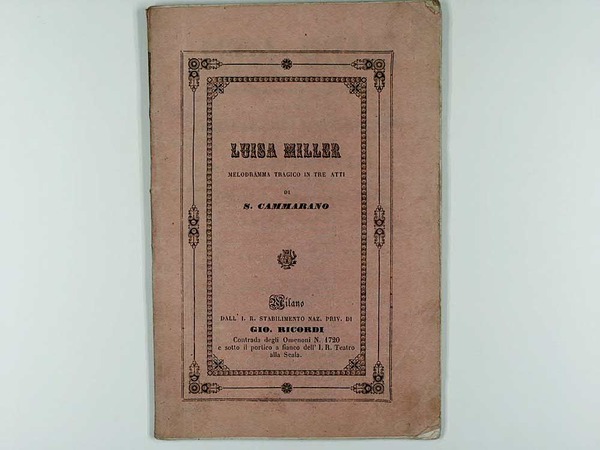 LUISA MILLER
MELODRAMMA TRAGICO IN TRE ATTI
DI
S. CAMMARANO
Milano
DALL' I. R. STABILIMENTO NAZ. PRIV. DI
GIO. RICORDI
Contrada degli Omenoni N. 1720
e sotto il portico a fianco dell' I. R. Teatro
alla Scala.